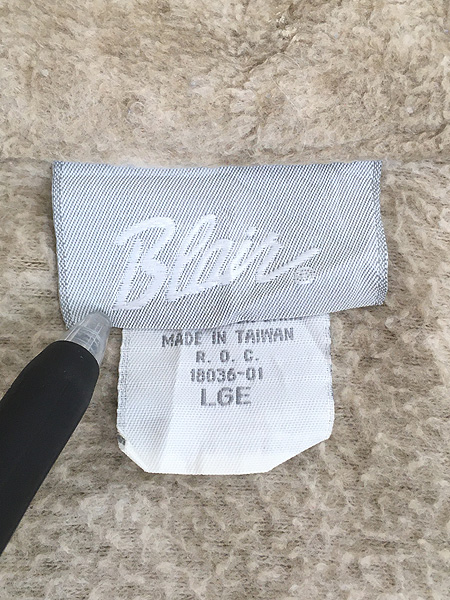 Blair®
MADE IN TAIWAN
R. O. C.
18036-01
LGE